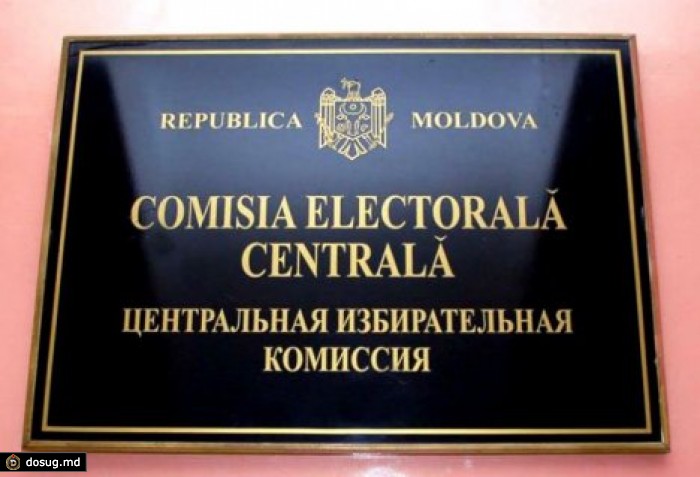 REPUBLICA MOLDOVA
COMISIA ELECTORALĂ
CENTRALĂ
ЦЕНТРАЛЬНАЯ ИЗБИРАТЕЛЬНАЯ
КОМИССИЯ
dosug.md